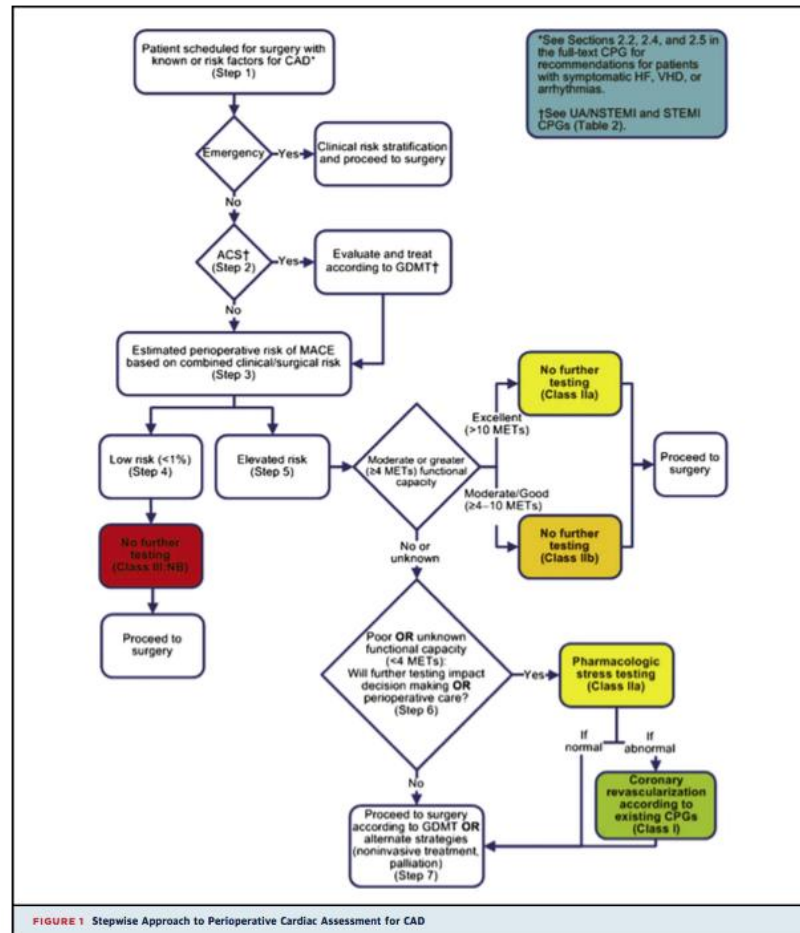 Patient scheduled for surgery with
known or risk factors for CAD*
(Step 1)
*See Sections 2.2, 2.4, and 2.5 in
the full-text CPG for
recommendations for patients
with symptomatic HF, VHD, or
arrhythmias.
†See UA/NSTEMI and STEMI
CPGs (Table 2).
Emergency
Yes
Clinical risk stratification
and proceed to surgery
No
ACS†
(Step 2)
Yes
Evaluate and treat
according to GDMT†
No
Estimated perioperative risk of MACE
based on combined clinical/surgical risk
(Step 3)
Low risk (<1%)
(Step 4)
Elevated risk
(Step 5)
Moderate or greater
(≥4 METs) functional
capacity
Excellent
(>10 METs)
No further
testing
(Class IIa)
Moderate/Good
(≥4–10 METs)
No further
testing
(Class IIb)
Proceed to
surgery
No further
testing
(Class III:NB)
Proceed to
surgery
No or
unknown
Poor OR unknown
functional capacity
(<4 METs):
Will further testing impact
decision making OR
perioperative care?
(Step 6)
Yes
Pharmacologic
stress testing
(Class IIa)
If
normal
If
abnormal
Coronary
revascularization
according to
existing CPGs
(Class I)
No
Proceed to surgery
according to GDMT OR
alternate strategies
(noninvasive treatment,
palliation)
(Step 7)
FIGURE 1 Stepwise Approach to Perioperative Cardiac Assessment for CAD